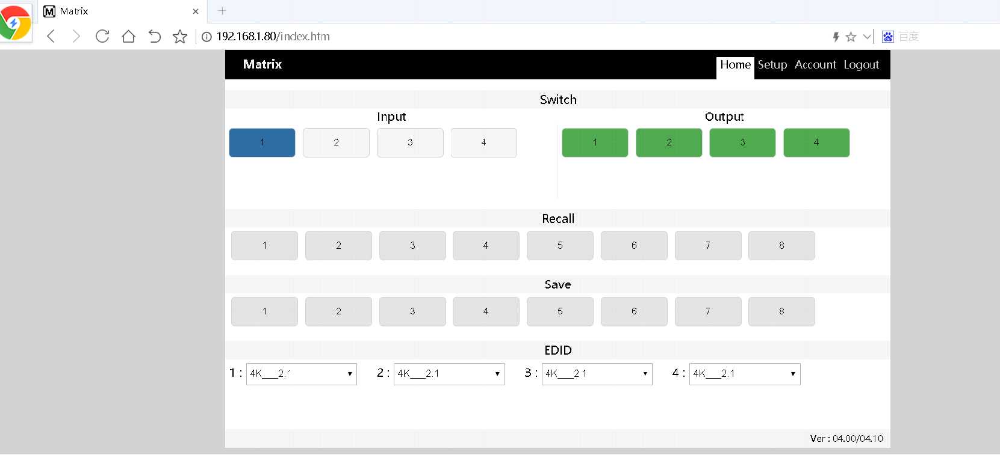 Matrix
192.168.1.80/index.htm
百度
Matrix
Home Setup Account Logout
Switch
Input Output
1 2 3 4 1 2 3 4
Recall
1 2 3 4 5 6 7 8
Save
1 2 3 4 5 6 7 8
EDID
1 : 4K___2.1 2 : 4K___2.1 3 : 4K___2.1 4 : 4K___2.1
Ver : 04.00/04.10